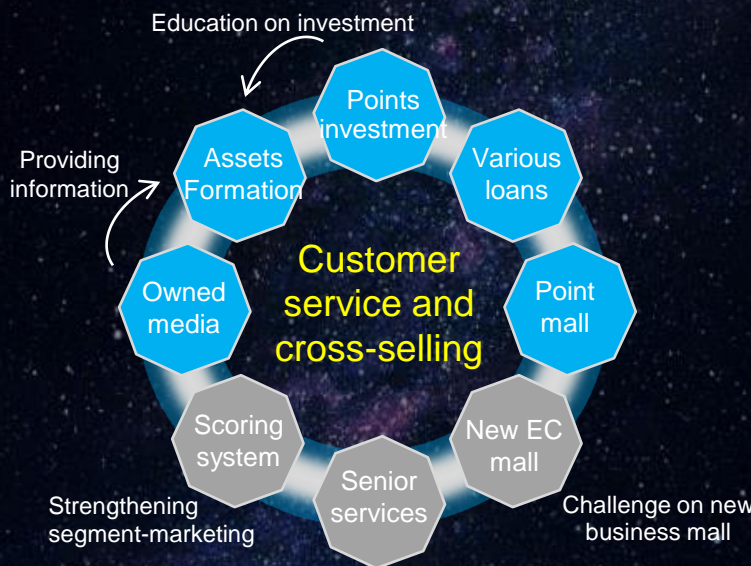 Education on investment
Points
investment
Assets
Formation
Various
loans
Providing
information
Customer
service and
cross-selling
Owned
media
Point
mall
Scoring
system
New EC
mall
Senior
services
Strengthening
segment-marketing
Challenge on new
business mall